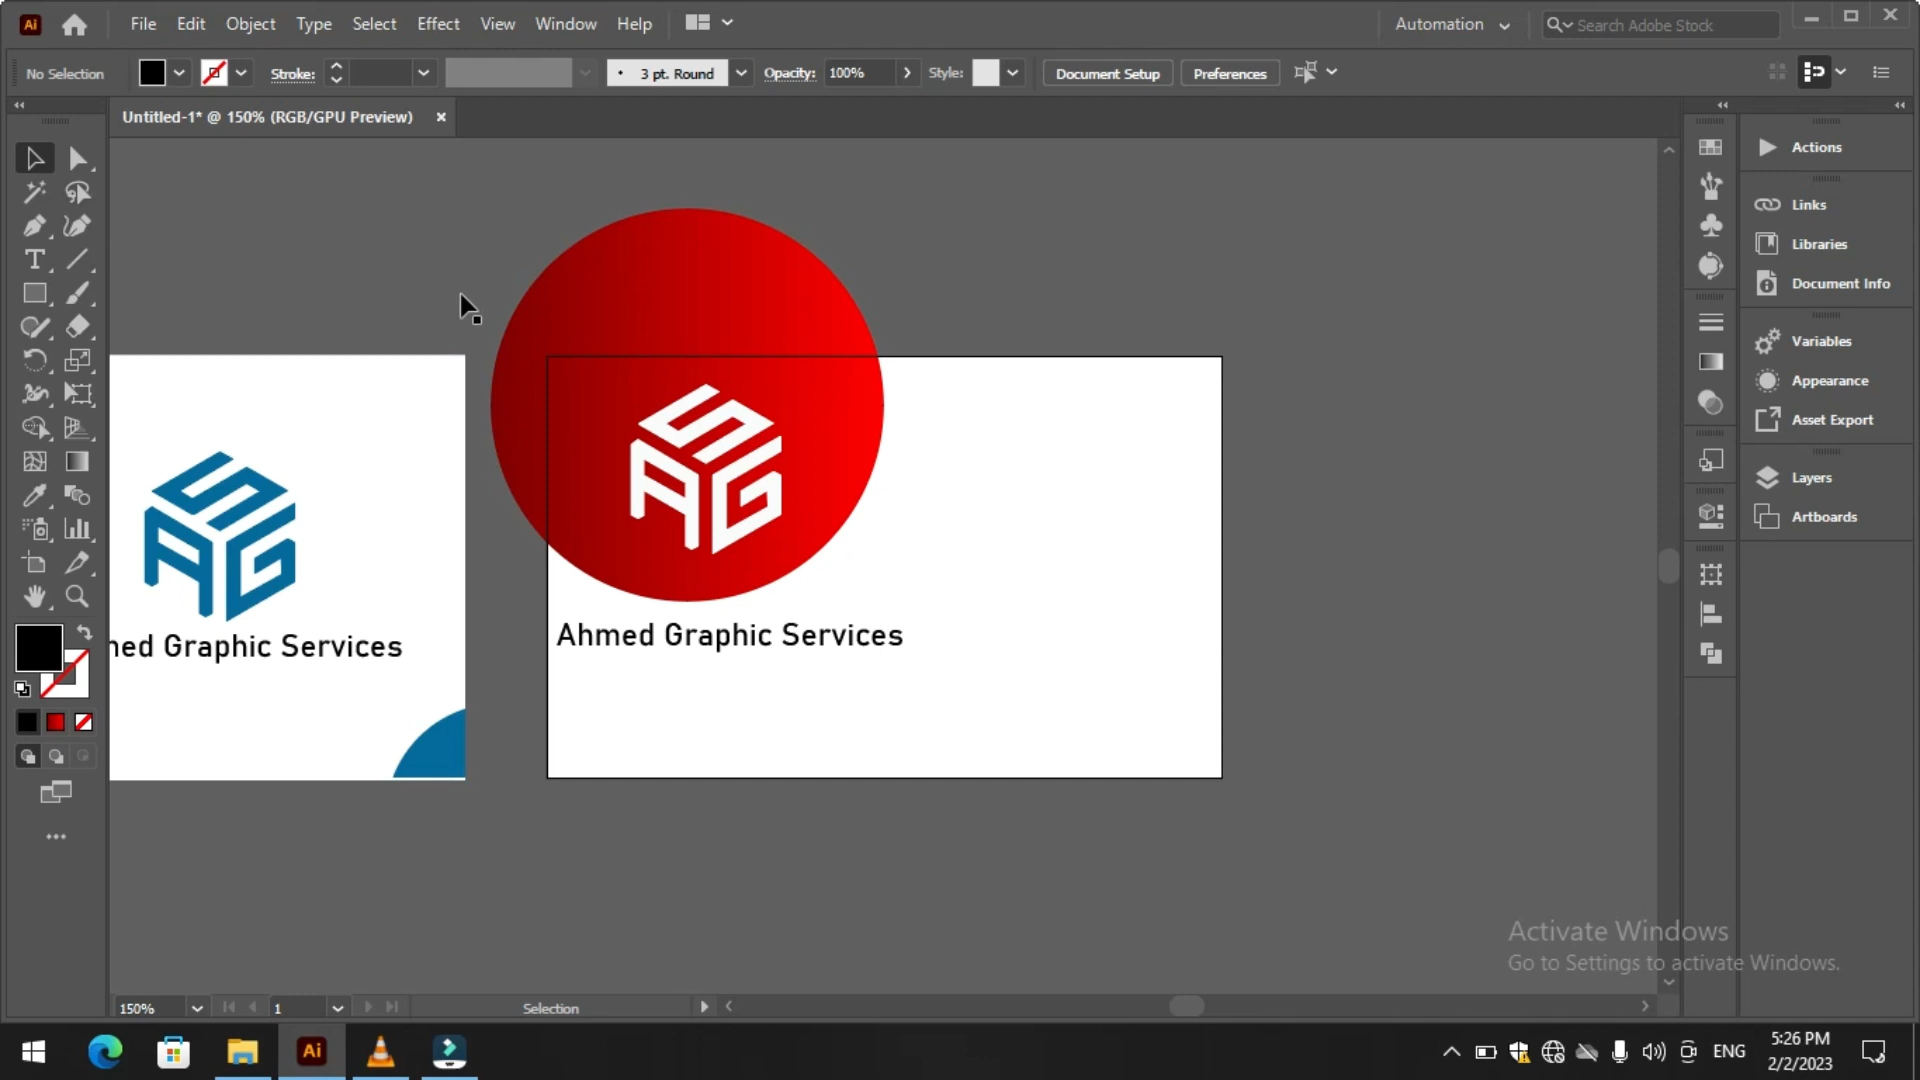 Ai File Edit Object Type Select Effect View Window Help Automation Search Adobe Stock
No Selection Stroke: 3 pt. Round Opacity: 100% Style: Document Setup Preferences
Untitled-1* @ 150% (RGB/GPU Preview) ×
Actions
Links
Libraries
Document Info
Variables
Appearance
Asset Export
Layers
Artboards
SAG
SAG
Ahmed Graphic Services
ned Graphic Services
Activate Windows
Go to Settings to activate Windows.
150% 1 Selection
Ai ENG 5:26 PM
2/2/2023